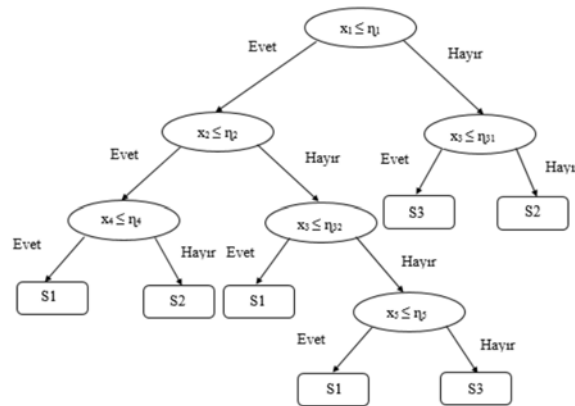 x₁ ≤ η₁
Evet
Hayır
x₂ ≤ η₂
x₃ ≤ η₃₁
Evet
Hayır
Evet
Hayır
x₄ ≤ η₄
x₃ ≤ η₃₂
S3
S2
Evet
Hayır
Evet
Hayır
S1
S2
S1
x₅ ≤ η₅
Evet
Hayır
S1
S3